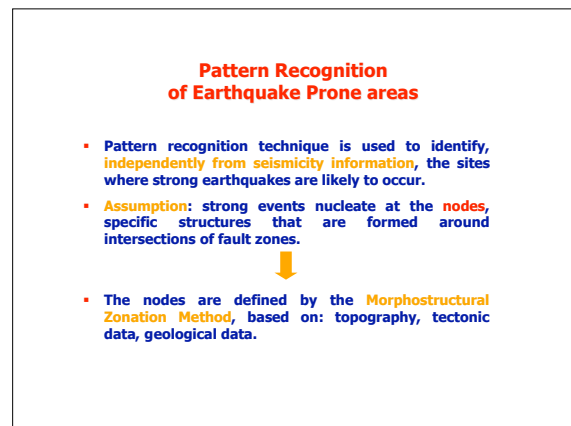 Pattern Recognition
of Earthquake Prone areas
▪ Pattern recognition technique is used to identify,
independently from seismicity information, the sites
where strong earthquakes are likely to occur.
▪ Assumption: strong events nucleate at the nodes,
specific structures that are formed around
intersections of fault zones.
▪ The nodes are defined by the Morphostructural
Zonation Method, based on: topography, tectonic
data, geological data.